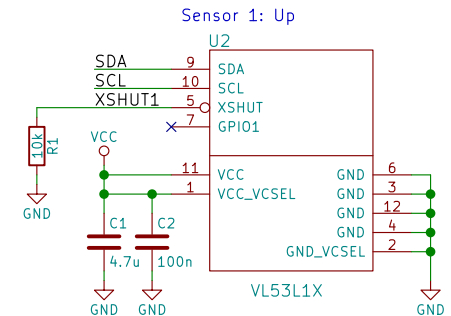 Sensor 1: Up
U2
SDA 9 SDA
SCL 10 SCL
XSHUT1 5 XSHUT
7 GPIO1
10k R1
VCC
GND
11 VCC GND 6
1 VCC_VCSEL GND 3
GND 12
C1 C2 GND 4
GND_VCSEL 2
4.7u 100n
VL53L1X
GND GND GND